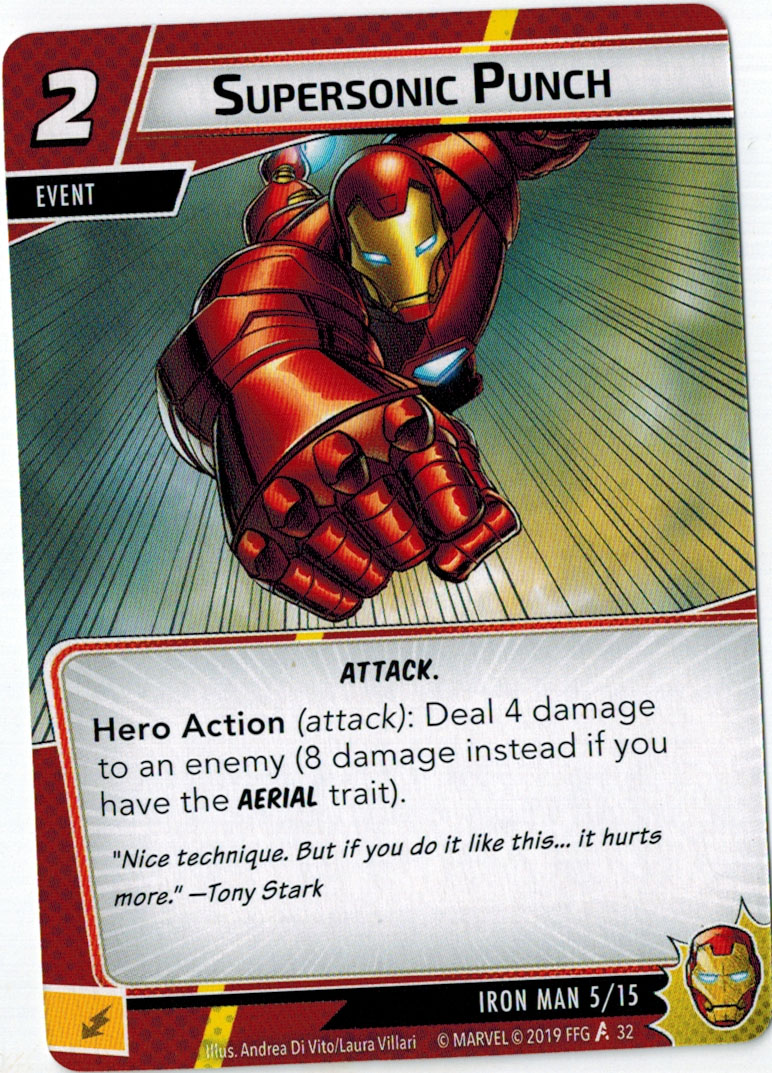 2
SUPERSONIC PUNCH
EVENT
ATTACK.
Hero Action (attack): Deal 4 damage
to an enemy (8 damage instead if you
have the AERIAL trait).
"Nice technique. But if you do it like this... it hurts
more." —Tony Stark
IRON MAN 5/15
Illus. Andrea Di Vito/Laura Villari © MARVEL © 2019 FFG 32